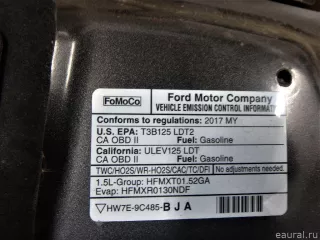 FoMoCo
Ford Motor Company
VEHICLE EMISSION CONTROL INFORMATION
Conforms to regulations: 2017 MY
U.S. EPA: T3B125 LDT2
CA OBD II Fuel: Gasoline
California: ULEV125 LDT
CA OBD II Fuel: Gasoline
TWC/HO2S/WR-HO2S/CAC/TC/DFI No adjustments needed.
1.5L-Group: HFMXT01.52GA
Evap: HFMXR0130NDF
HW7E-9C485-BJA
eaural.ru